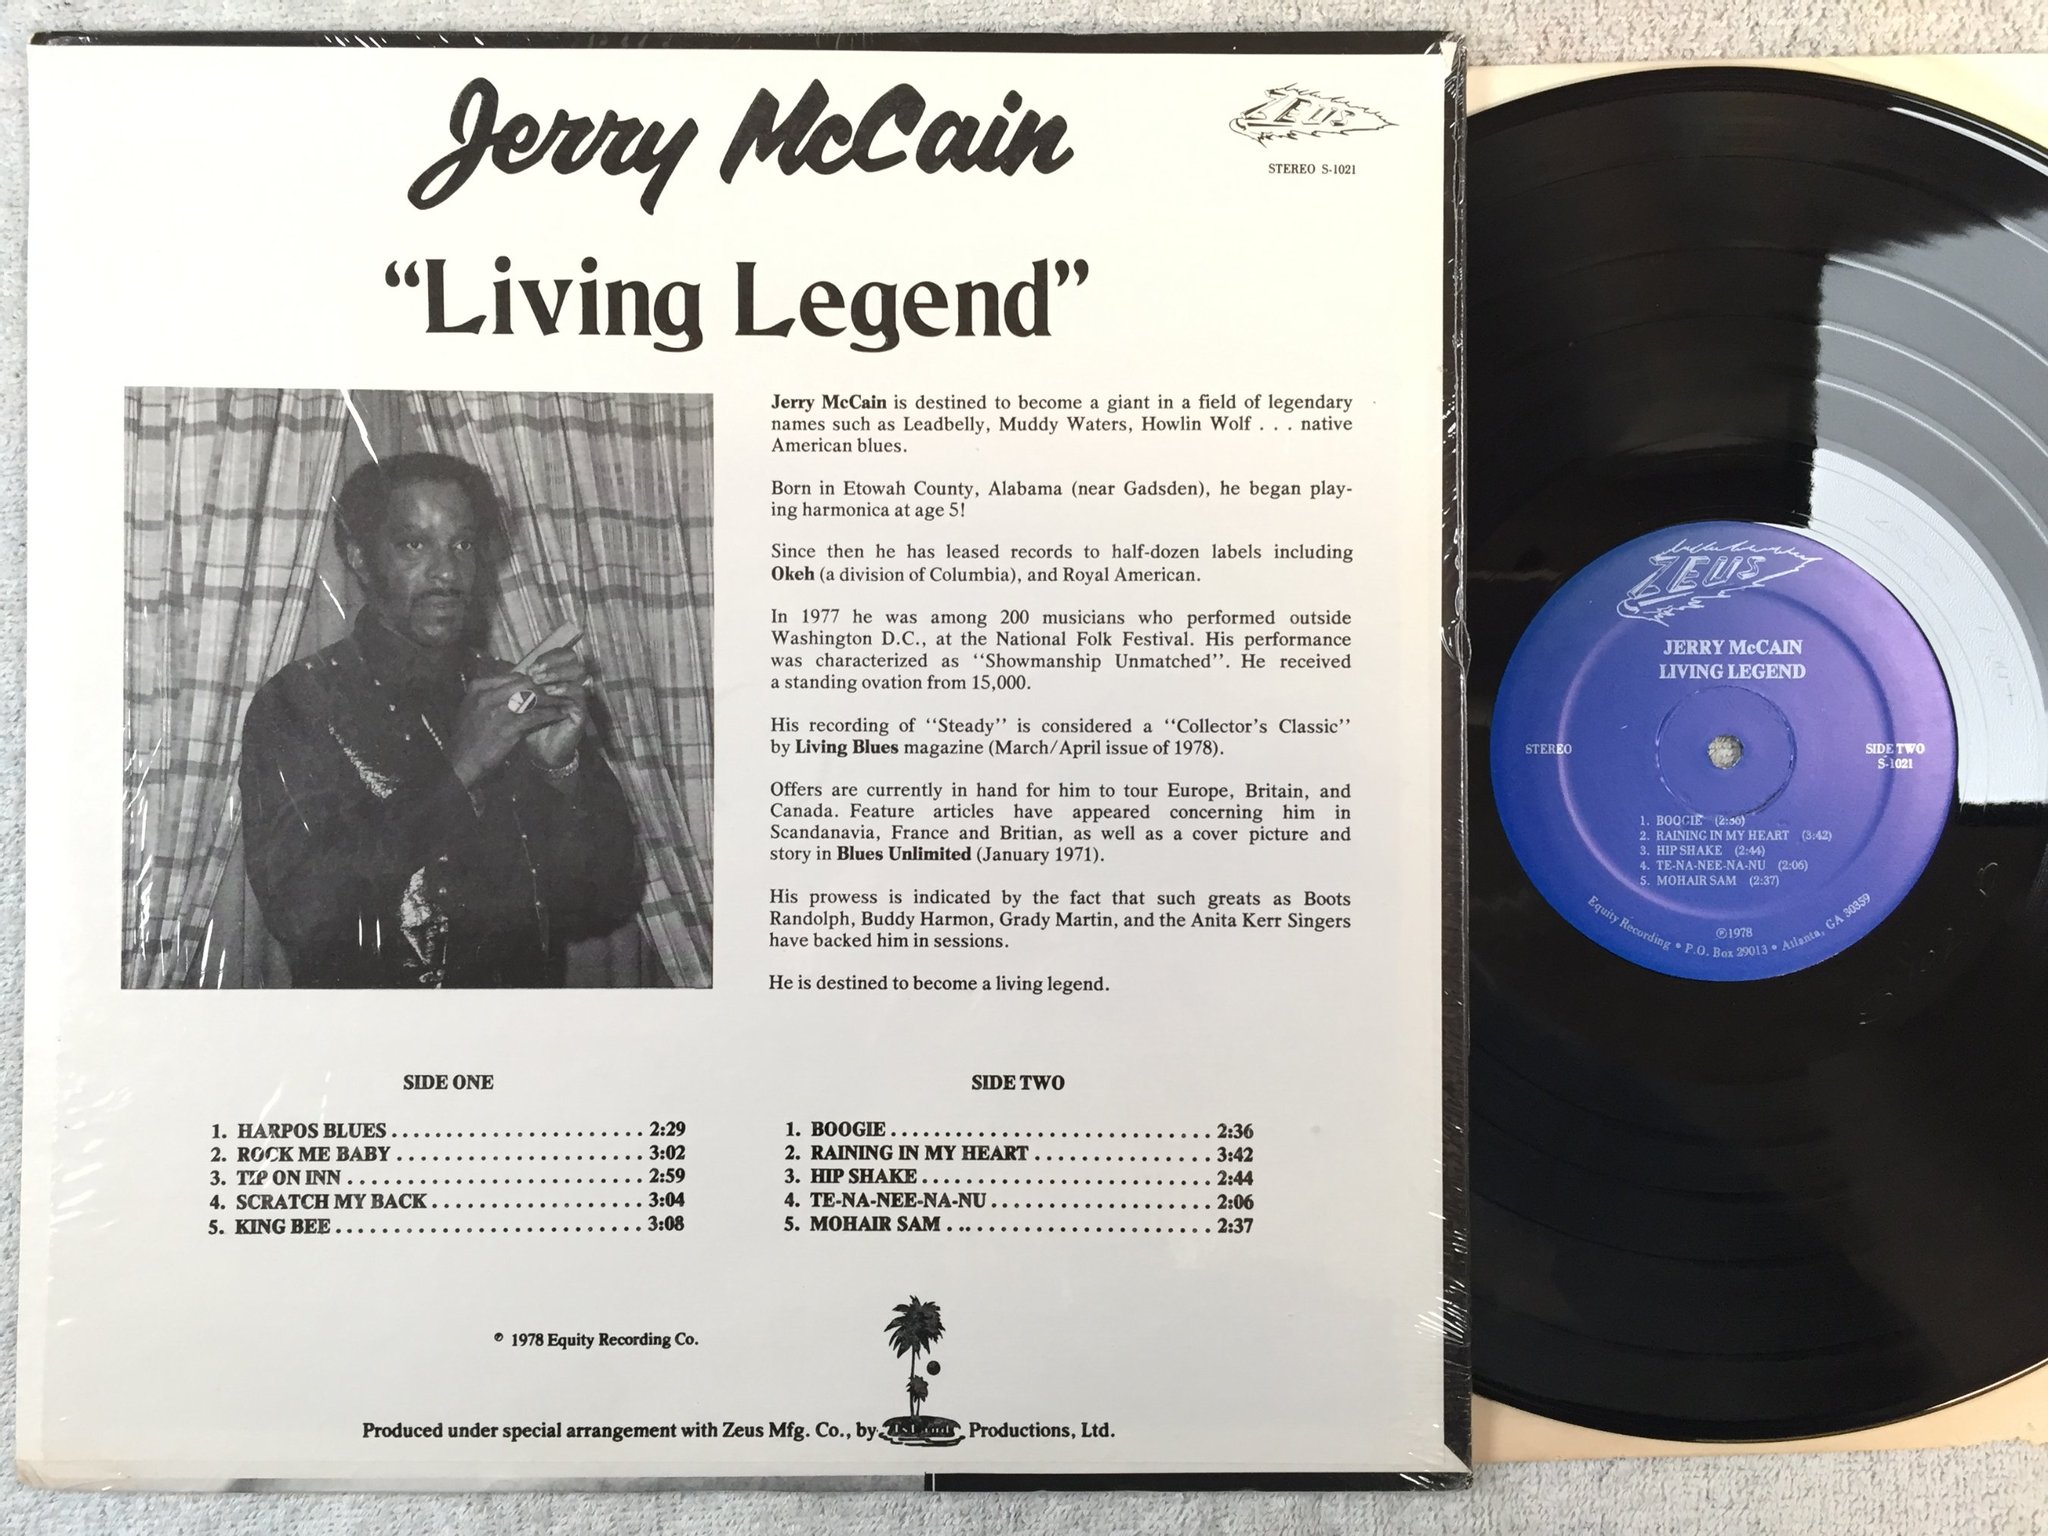 Jerry McCain
ZEUS
STEREO S-1021
“Living Legend”
Jerry McCain is destined to become a giant in a field of legendary
names such as Leadbelly, Muddy Waters, Howlin Wolf . . . native
American blues.
Born in Etowah County, Alabama (near Gadsden), he began play-
ing harmonica at age 5!
Since then he has leased records to half-dozen labels including
Okeh (a division of Columbia), and Royal American.
In 1977 he was among 200 musicians who performed outside
Washington D.C., at the National Folk Festival. His performance
was characterized as “Showmanship Unmatched”. He received
a standing ovation from 15,000.
His recording of “Steady” is considered a “Collector's Classic”
by Living Blues magazine (March/April issue of 1978).
Offers are currently in hand for him to tour Europe, Britain, and
Canada. Feature articles have appeared concerning him in
Scandanavia, France and Britian, as well as a cover picture and
story in Blues Unlimited (January 1971).
His prowess is indicated by the fact that such greats as Boots
Randolph, Buddy Harmon, Grady Martin, and the Anita Kerr Singers
have backed him in sessions.
He is destined to become a living legend.
SIDE ONE
1. HARPOS BLUES ....................... 2:29
2. ROCK ME BABY ....................... 3:02
3. TIP ON INN ........................... 2:59
4. SCRATCH MY BACK .................... 3:04
5. KING BEE ............................ 3:08
SIDE TWO
1. BOOGIE .............................. 2:36
2. RAINING IN MY HEART ................. 3:42
3. HIP SHAKE ........................... 2:44
4. TE-NA-NEE-NA-NU ..................... 2:06
5. MOHAIR SAM ......................... 2:37
℗ 1978 Equity Recording Co.
Produced under special arrangement with Zeus Mfg. Co., by Productions, Ltd.
ZEUS
JERRY McCAIN
LIVING LEGEND
STEREO
SIDE TWO
S-1021
1. BOOGIE (2:36)
2. RAINING IN MY HEART (3:42)
3. HIP SHAKE (2:44)
4. TE-NA-NEE-NA-NU (2:06)
5. MOHAIR SAM (2:37)
℗1978
Equity Recording • P.O. Box 29013 • Atlanta, GA 30359